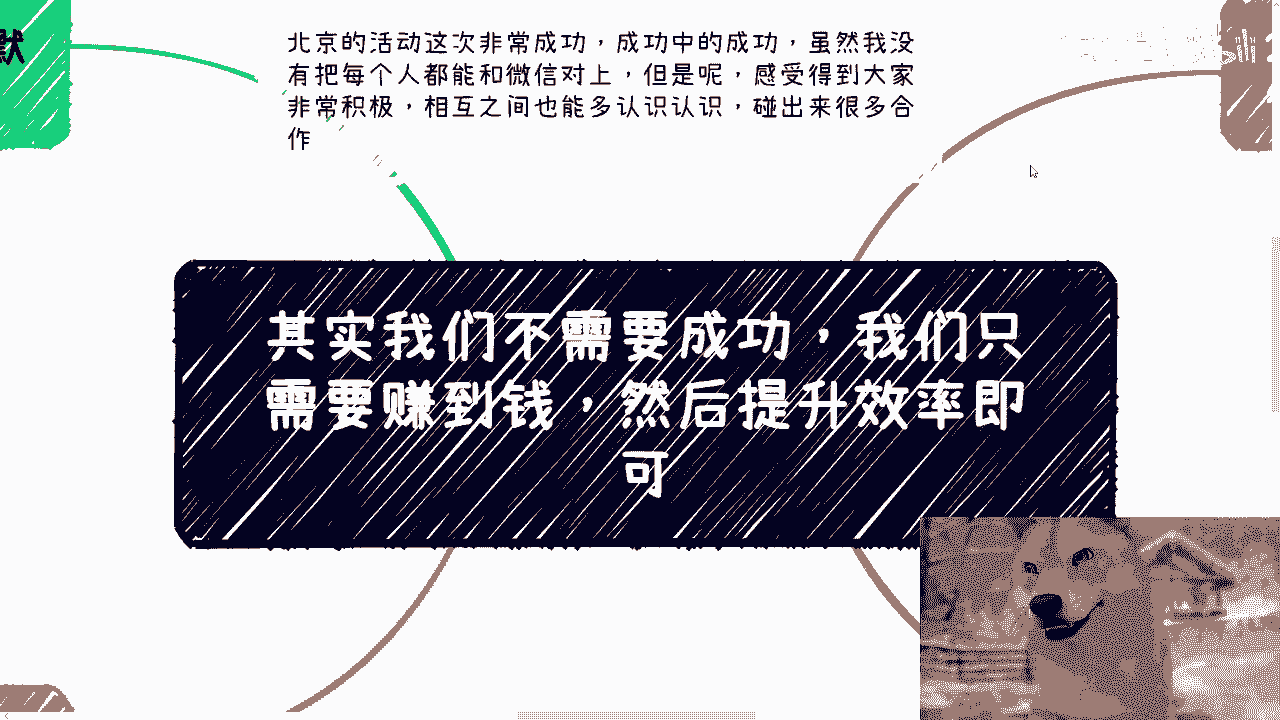 默
北京的活动这次非常成功，成功中的成功，虽然我没
有把每个人都能和微信对上，但是呢，感受得到大家
非常积极，相互之间也能多认识认识，碰出来很多合
作
其实我们不需要成功，我们只
需要赚到钱，然后提升效率即
可